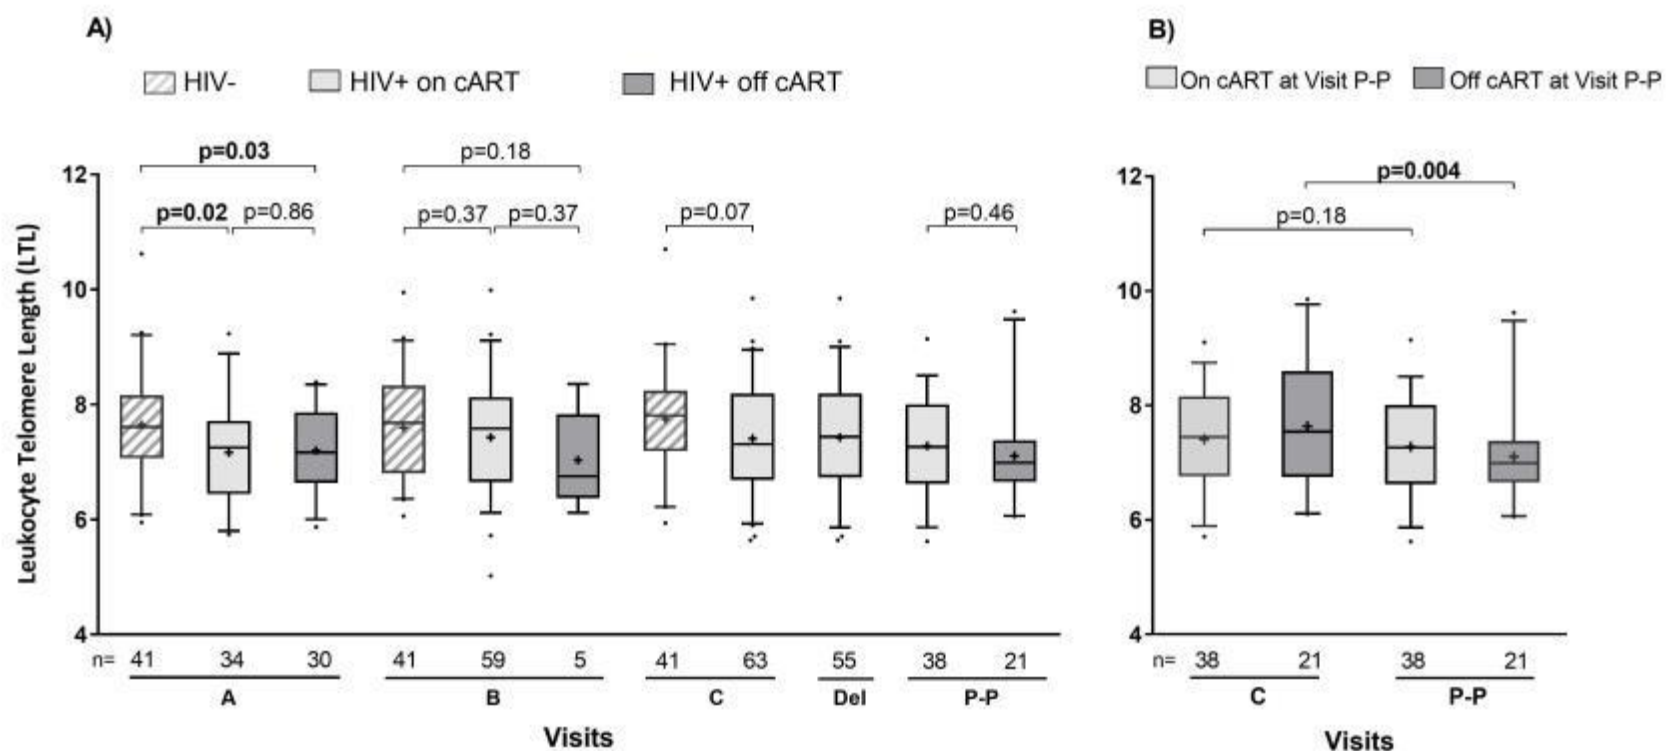 A)
HIV-
HIV+ on cART
HIV+ off cART
p=0.03
p=0.18
p=0.02
p=0.86
p=0.37
p=0.37
p=0.07
p=0.46
Leukocyte Telomere Length (LTL)
12
10
8
6
4
n= 41 34 30 41 59 5 41 63 55 38 21
A B C Del P-P
Visits
B)
On cART at Visit P-P
Off cART at Visit P-P
p=0.004
p=0.18
12
10
8
6
4
n= 38 21 38 21
C P-P
Visits